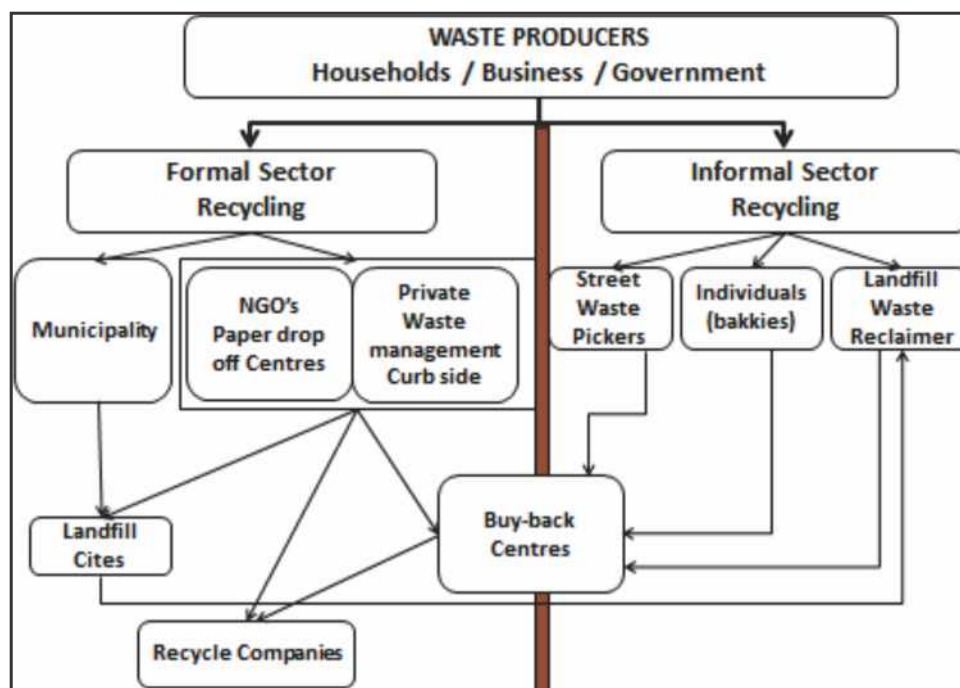 WASTE PRODUCERS
Households / Business / Government
Formal Sector
Recycling
Informal Sector
Recycling
Municipality
NGO's
Paper drop
off Centres
Private
Waste
management
Curb side
Street
Waste
Pickers
Individuals
(bakkies)
Landfill
Waste
Reclaimer
Landfill
Cites
Buy-back
Centres
Recycle Companies